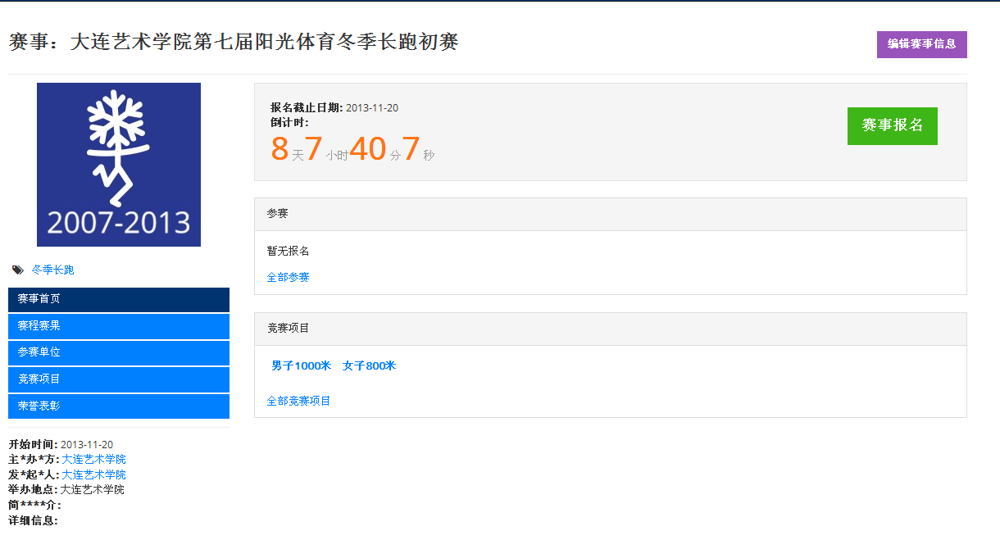 赛事：大连艺术学院第七届阳光体育冬季长跑初赛
编辑赛事信息
2007-2013
冬季长跑
赛事首页
赛程赛果
参赛单位
竞赛项目
荣誉表彰
开始时间: 2013-11-20
主*办*方: 大连艺术学院
发*起*人: 大连艺术学院
举办地点: 大连艺术学院
简****介:
详细信息:
报名截止日期: 2013-11-20
倒计时:
8 天 7 小时 40 分 7 秒
赛事报名
参赛
暂无报名
全部参赛
竞赛项目
男子1000米 女子800米
全部竞赛项目